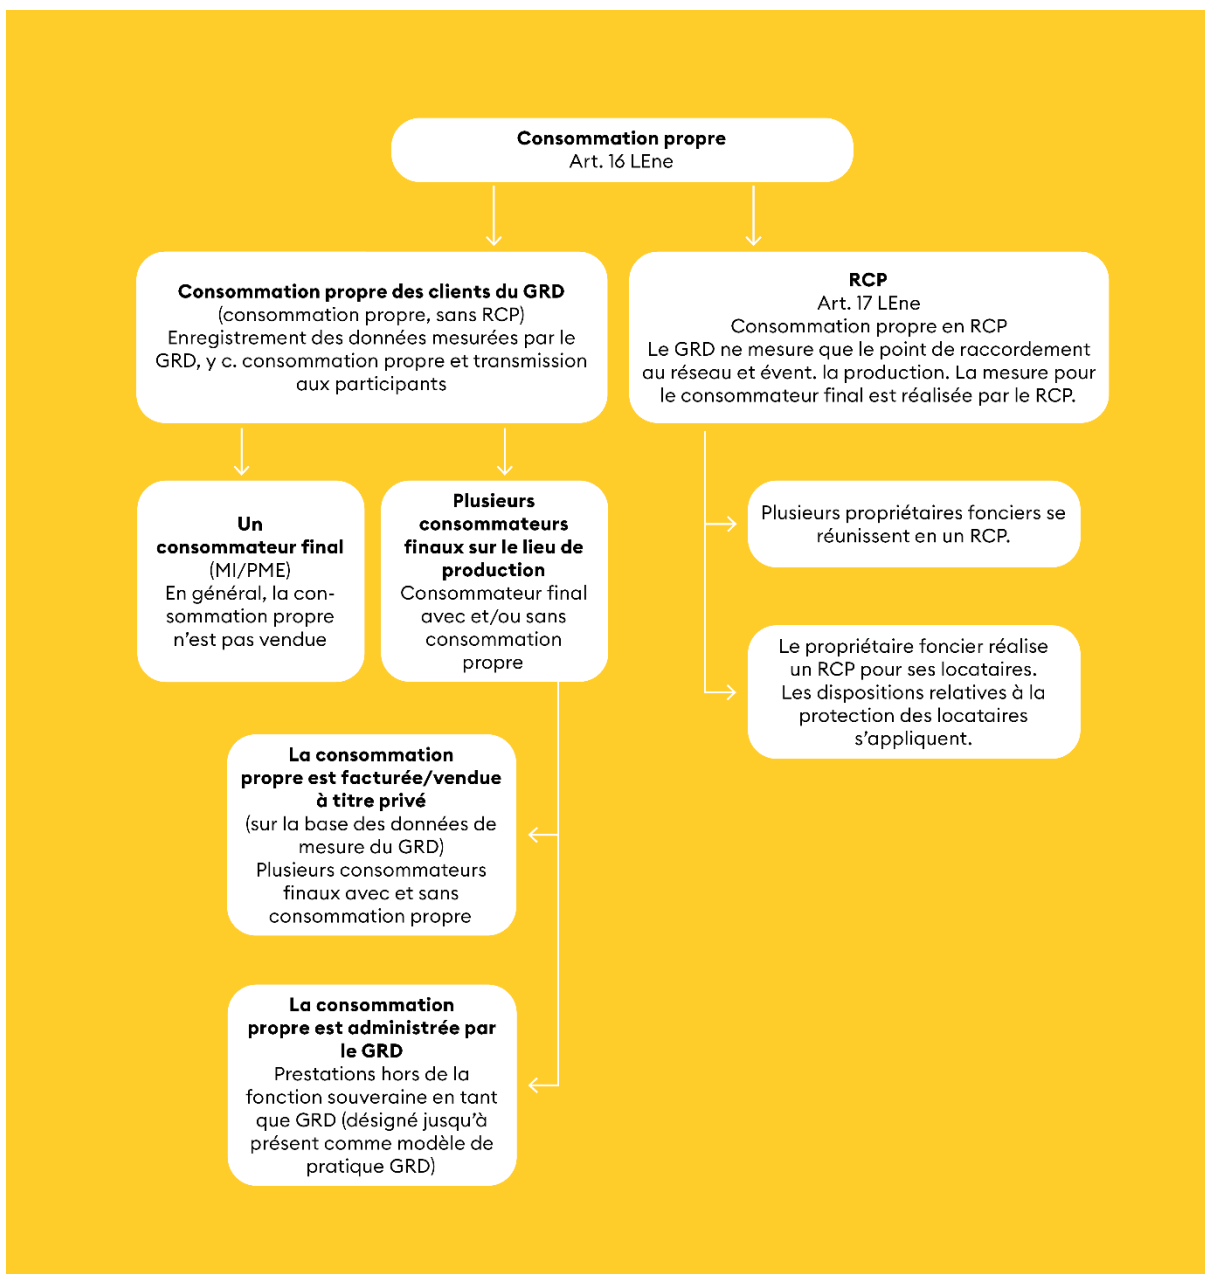 Consommation propre
Art. 16 LEne
Consommation propre des clients du GRD
(consommation propre, sans RCP)
Enregistrement des données mesurées par le
GRD, y c. consommation propre et transmission
aux participants
RCP
Art. 17 LEne
Consommation propre en RCP
Le GRD ne mesure que le point de raccordement
au réseau et évent. la production. La mesure pour
le consommateur final est réalisée par le RCP.
Un
consommateur final
(MI/PME)
En général, la con-
sommation propre
n’est pas vendue
Plusieurs
consommateurs
finaux sur le lieu de
production
Consommateur final
avec et/ou sans
consommation
propre
Plusieurs propriétaires fonciers se
réunissent en un RCP.
Le propriétaire foncier réalise
un RCP pour ses locataires.
Les dispositions relatives à la
protection des locataires
s’appliquent.
La consommation
propre est facturée/vendue
à titre privé
(sur la base des données de
mesure du GRD)
Plusieurs consommateurs
finaux avec et sans
consommation propre
La consommation
propre est administrée par
le GRD
Prestations hors de la
fonction souveraine en tant
que GRD (désigné jusqu’à
présent comme modèle de
pratique GRD)